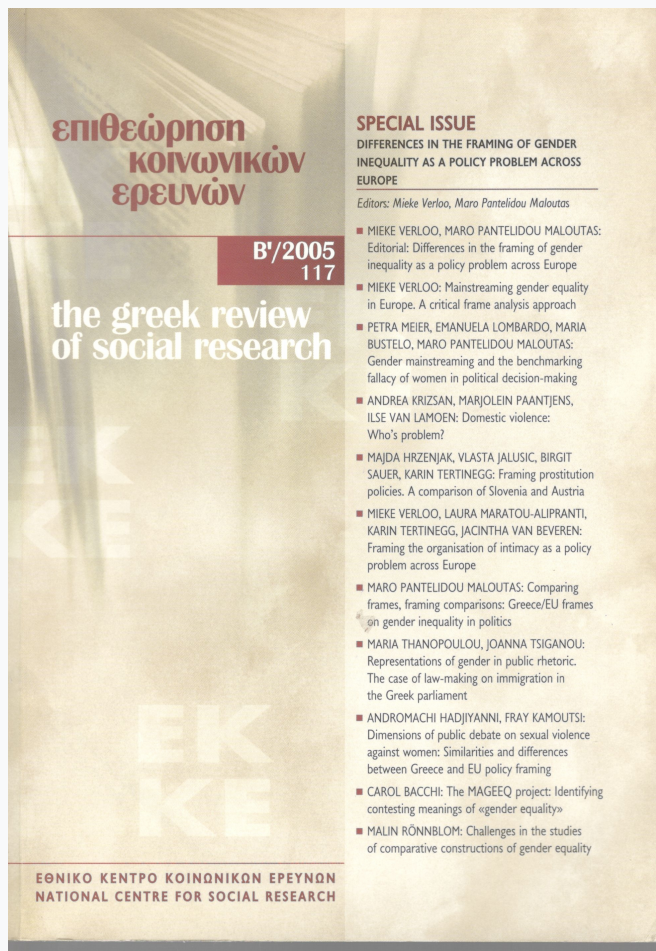 επιθεώρηση
κοινωνικών
ερευνών
Β'/2005
117
the greek review
of social research
ΕΚ
ΚΕ
ΕΚ
ΚΕ
ΕΘΝΙΚΟ ΚΕΝΤΡΟ ΚΟΙΝΩΝΙΚΩΝ ΕΡΕΥΝΩΝ
NATIONAL CENTRE FOR SOCIAL RESEARCH
SPECIAL ISSUE
DIFFERENCES IN THE FRAMING OF GENDER
INEQUALITY AS A POLICY PROBLEM ACROSS
EUROPE
Editors: Mieke Verloo, Maro Pantelidou Maloutas
■ MIEKE VERLOO, MARO PANTELIDOU MALOUTAS:
Editorial: Differences in the framing of gender
inequality as a policy problem across Europe
■ MIEKE VERLOO: Mainstreaming gender equality
in Europe. A critical frame analysis approach
■ PETRA MEIER, EMANUELA LOMBARDO, MARIA
BUSTELO, MARO PANTELIDOU MALOUTAS:
Gender mainstreaming and the benchmarking
fallacy of women in political decision-making
■ ANDREA KRIZSAN, MARJOLEIN PAANTJENS,
ILSE VAN LAMOEN: Domestic violence:
Who's problem?
■ MAJDA HRZENJAK, VLASTA JALUSIC, BIRGIT
SAUER, KARIN TERTINEGG: Framing prostitution
policies. A comparison of Slovenia and Austria
■ MIEKE VERLOO, LAURA MARATOU-ALIPRANTI,
KARIN TERTINEGG, JACINTHA VAN BEVEREN:
Framing the organisation of intimacy as a policy
problem across Europe
■ MARO PANTELIDOU MALOUTAS: Comparing
frames, framing comparisons: Greece/EU frames
on gender inequality in politics
■ MARIA THANOPOULOU, JOANNA TSIGANOU:
Representations of gender in public rhetoric.
The case of law-making on immigration in
the Greek parliament
■ ANDROMACHI HADJIYANNI, FRAY KAMOUTSI:
Dimensions of public debate on sexual violence
against women: Similarities and differences
between Greece and EU policy framing
■ CAROL BACCHI: The MAGEEQ project: Identifying
contesting meanings of «gender equality»
■ MALIN RÖNNBLOM: Challenges in the studies
of comparative constructions of gender equality